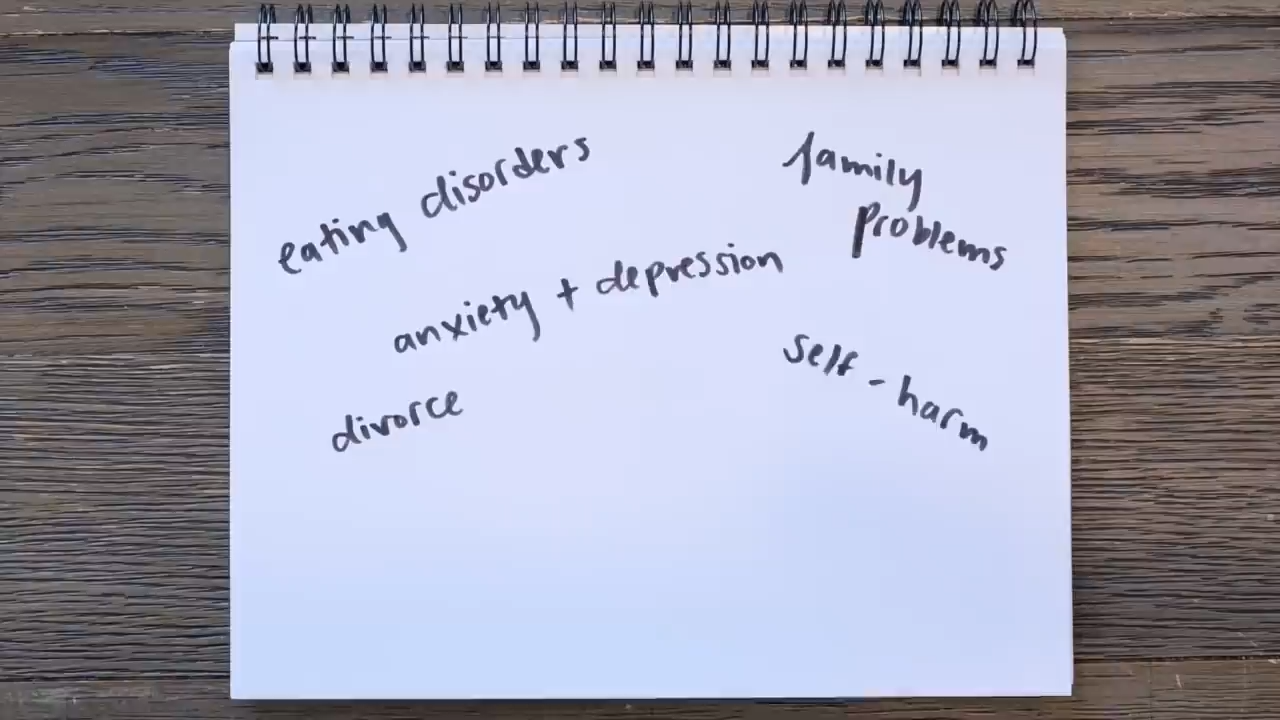 eating disorders
family
problems
anxiety + depression
self-harm
divorce